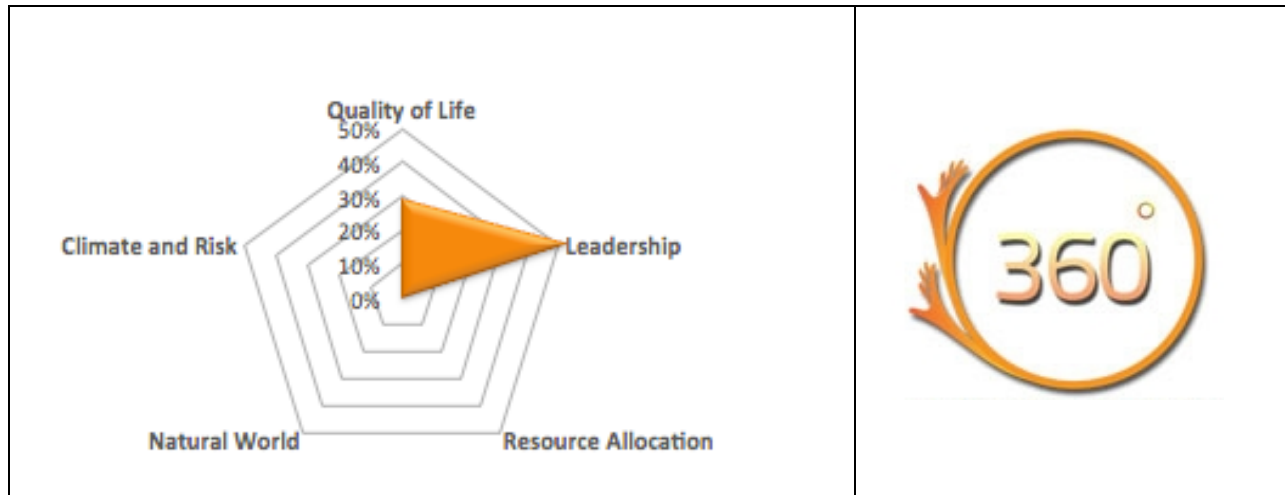 Quality of Life
50%
40%
30%
20%
10%
0%
Climate and Risk
Leadership
Natural World
Resource Allocation
360°